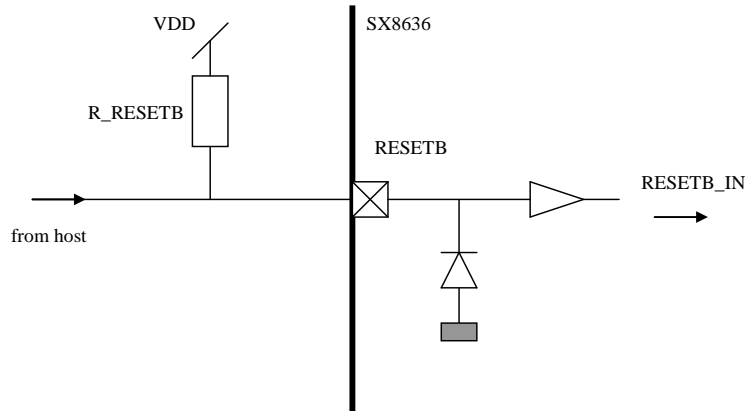 VDD
SX8636
R_RESETB
RESETB
RESETB_IN
from host